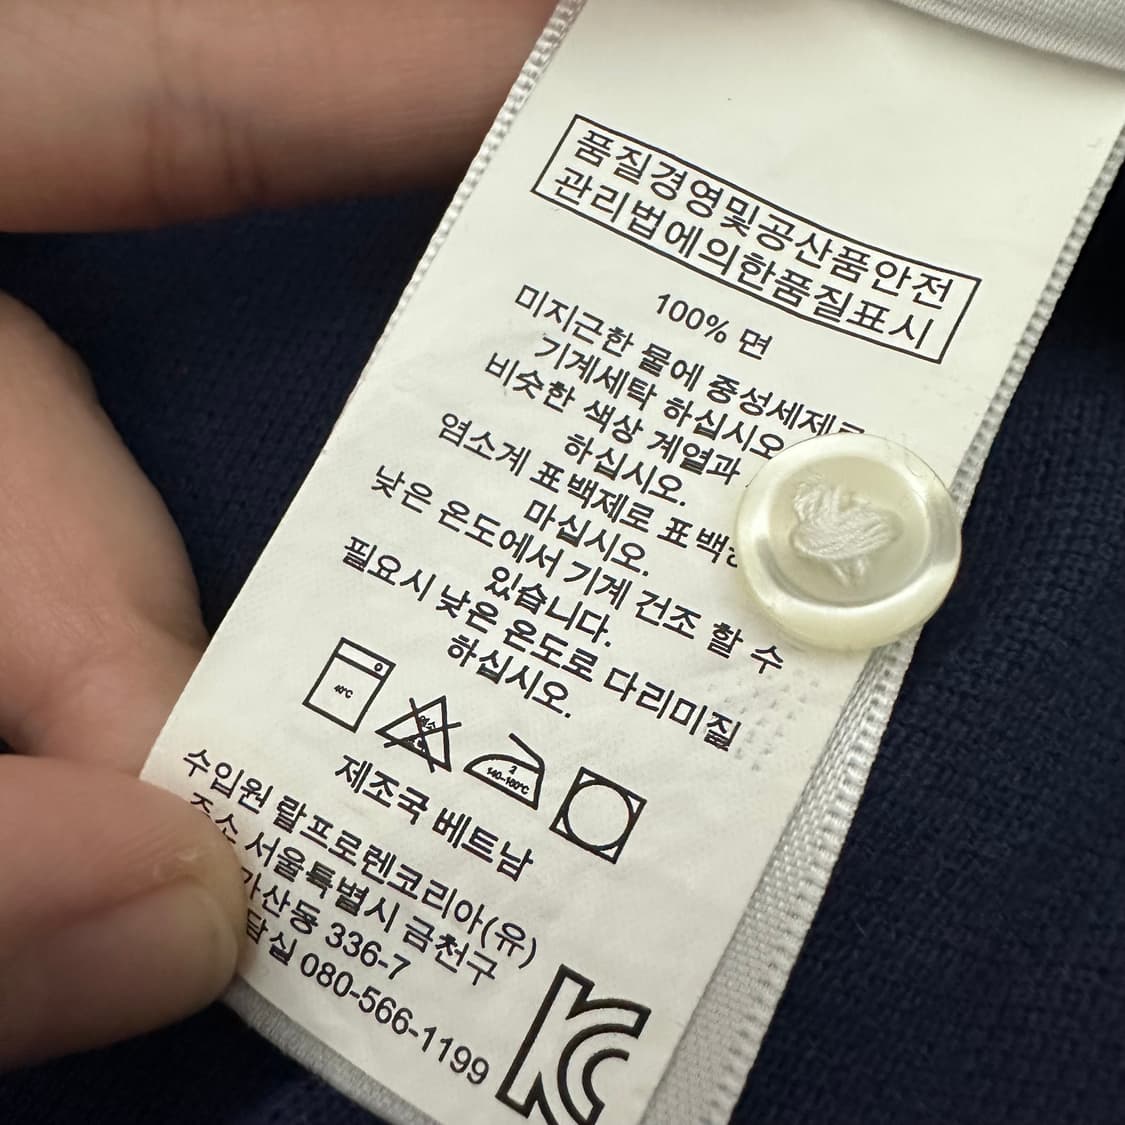 품질경영및공산품안전
관리법에의한품질표시
100% 면
미지근한 물에 중성세제로
기계세탁 하십시오
비슷한 색상 계열과
하십시오.
염소계 표백제로
마십시오.
낮은 온도에서 기계 건조 할 수
있습니다.
필요시 낮은 온도로 다리미질
하십시오.
40℃
염소
2
140-160℃
제조국 베트남
수입원 랄프로렌코리아(유)
주소 서울특별시 금천구
가산동 336-7
담실 080-566-1199
KC